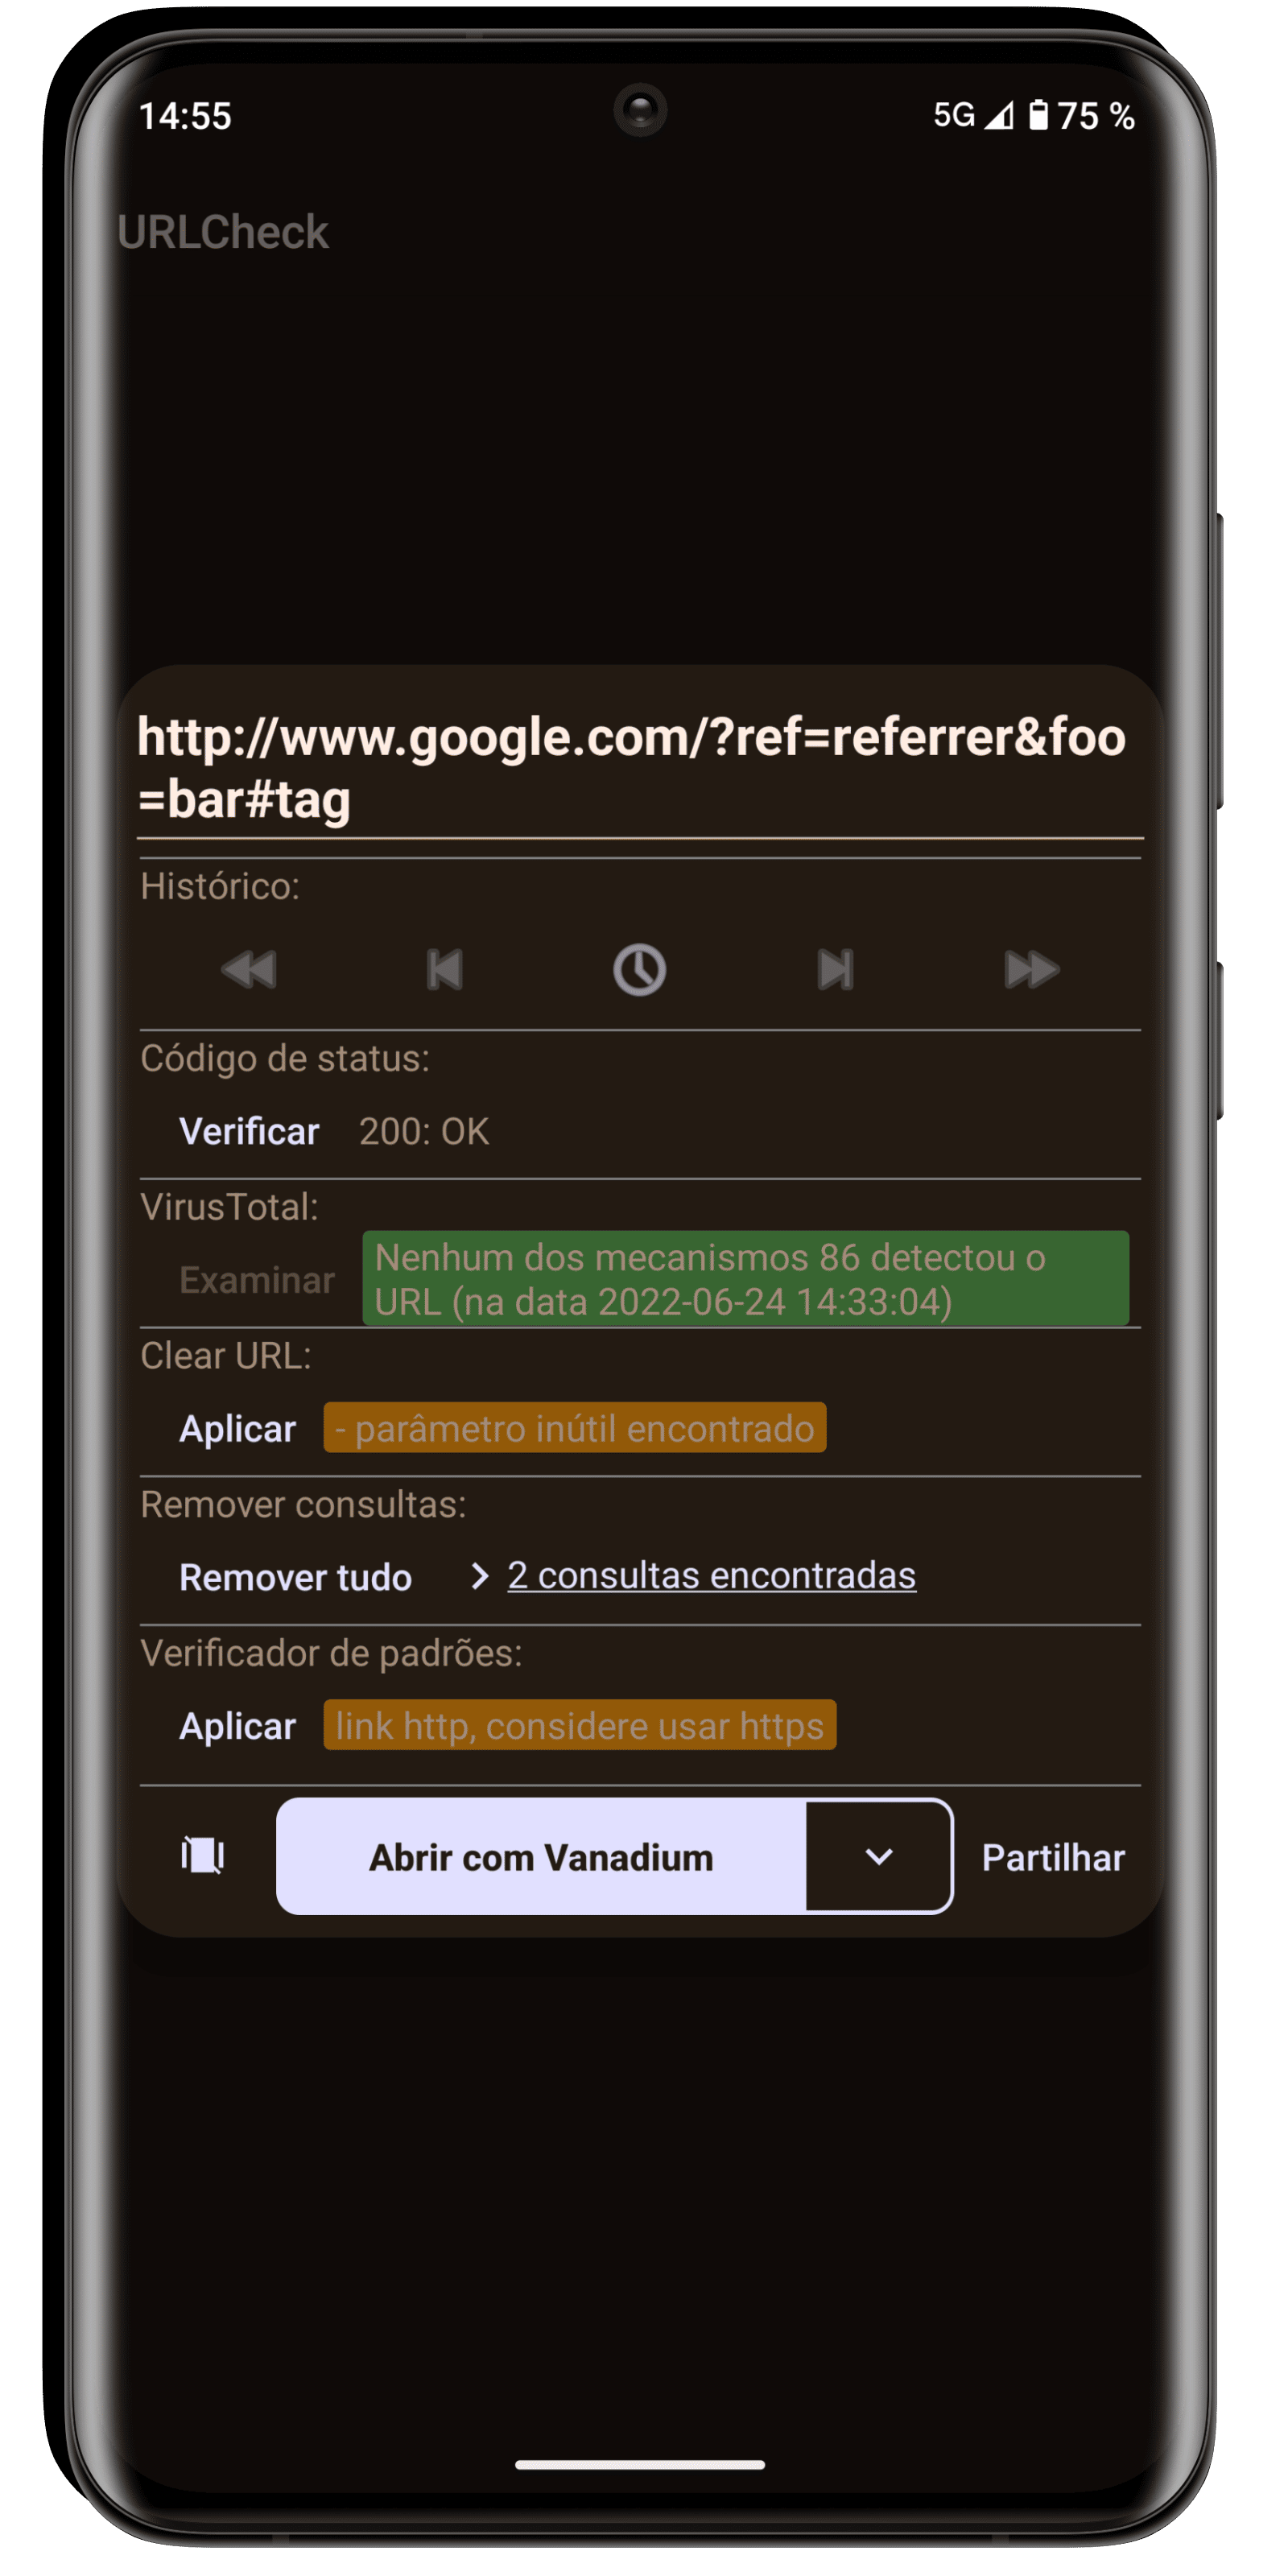 14:55
5G 75 %
URLCheck
http://www.google.com/?ref=referrer&foo
=bar#tag
Histórico:
Código de status:
Verificar 200: OK
VirusTotal:
Examinar
Nenhum dos mecanismos 86 detectou o
URL (na data 2022-06-24 14:33:04)
Clear URL:
Aplicar - parâmetro inútil encontrado
Remover consultas:
Remover tudo 2 consultas encontradas
Verificador de padrões:
Aplicar link http, considere usar https
Abrir com Vanadium
Partilhar